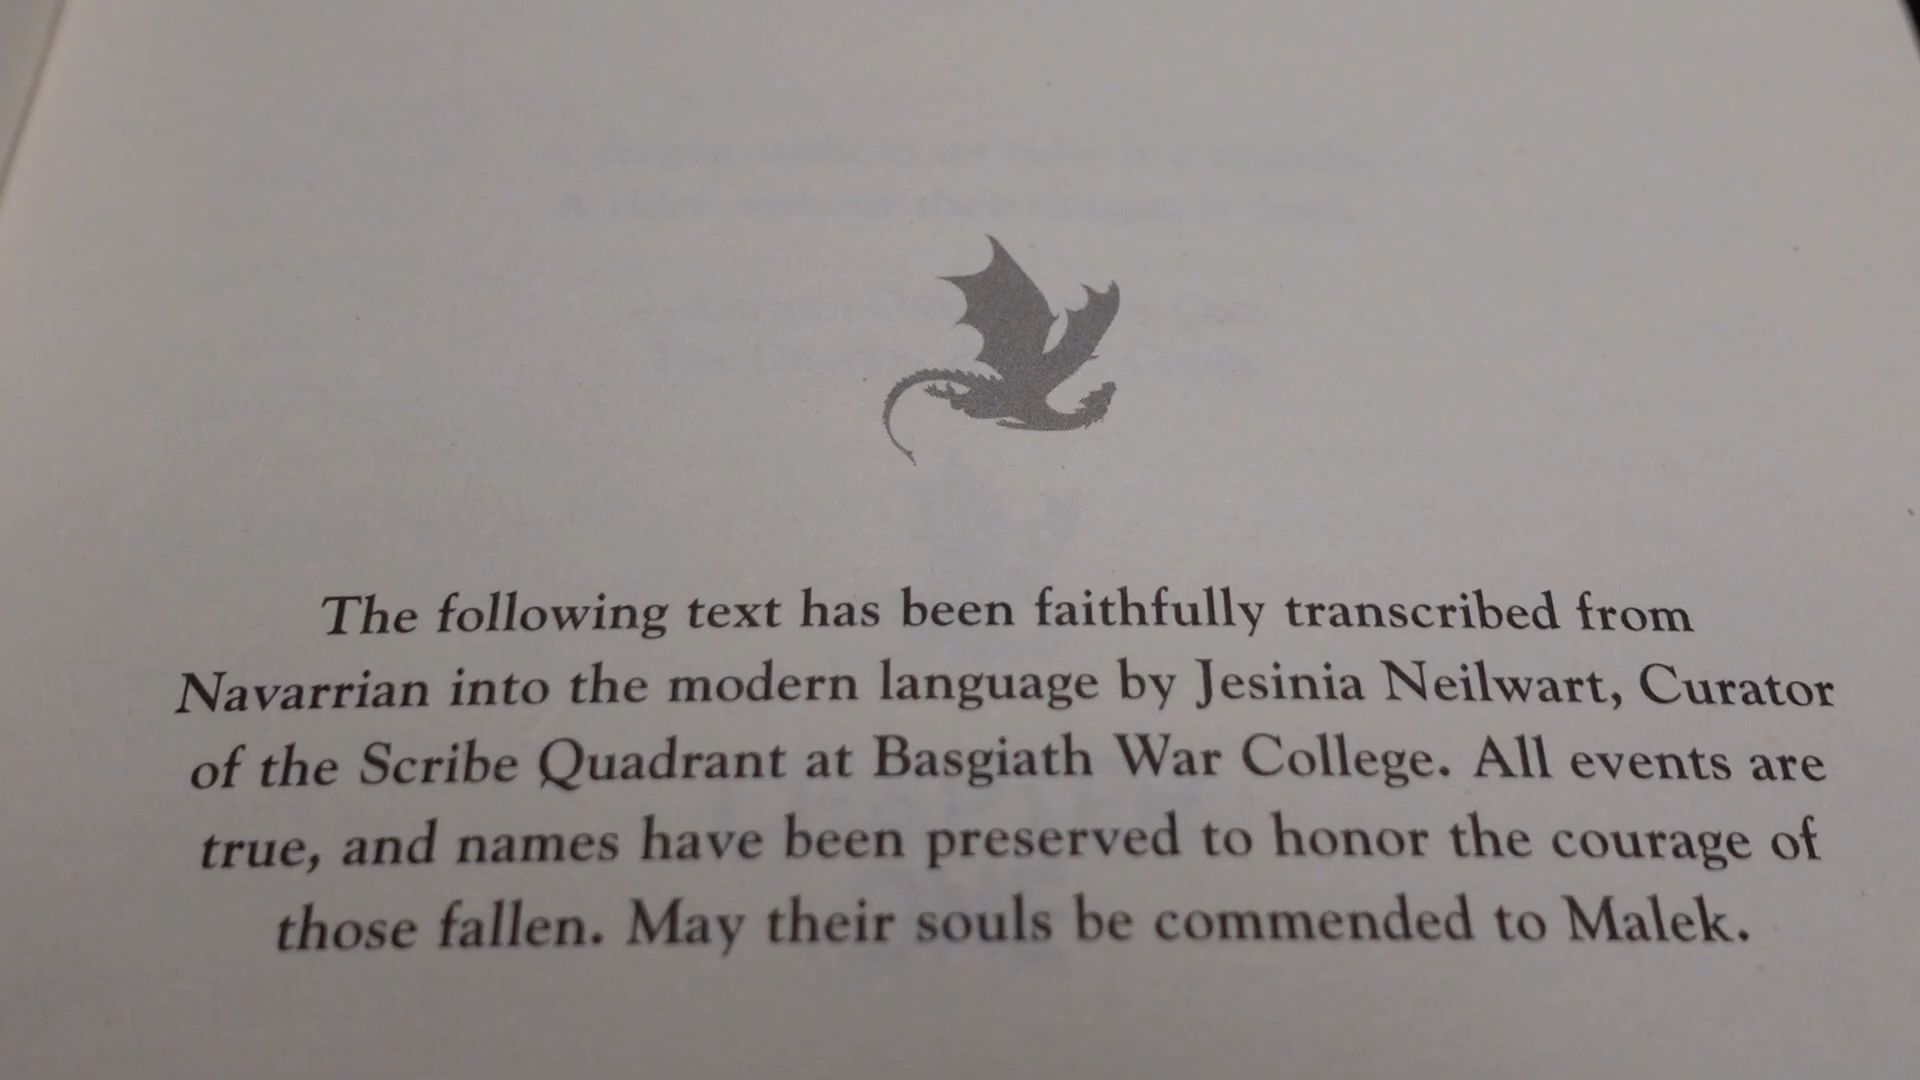 The following text has been faithfully transcribed from
Navarrian into the modern language by Jesinia Neilwart, Curator
of the Scribe Quadrant at Basgiath War College. All events are
true, and names have been preserved to honor the courage of
those fallen. May their souls be commended to Malek.